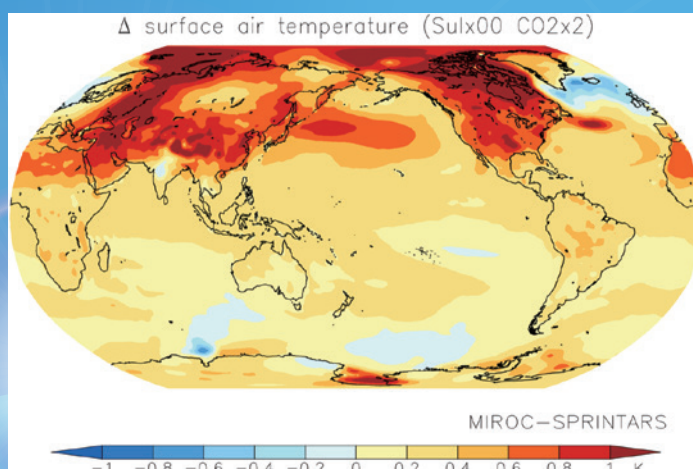 Δ surface air temperature (Sulx00 CO2x2)
MIROC-SPRINTARS
-1 -0.8 -0.6 -0.4 -0.2 0 0.2 0.4 0.6 0.8 1 K